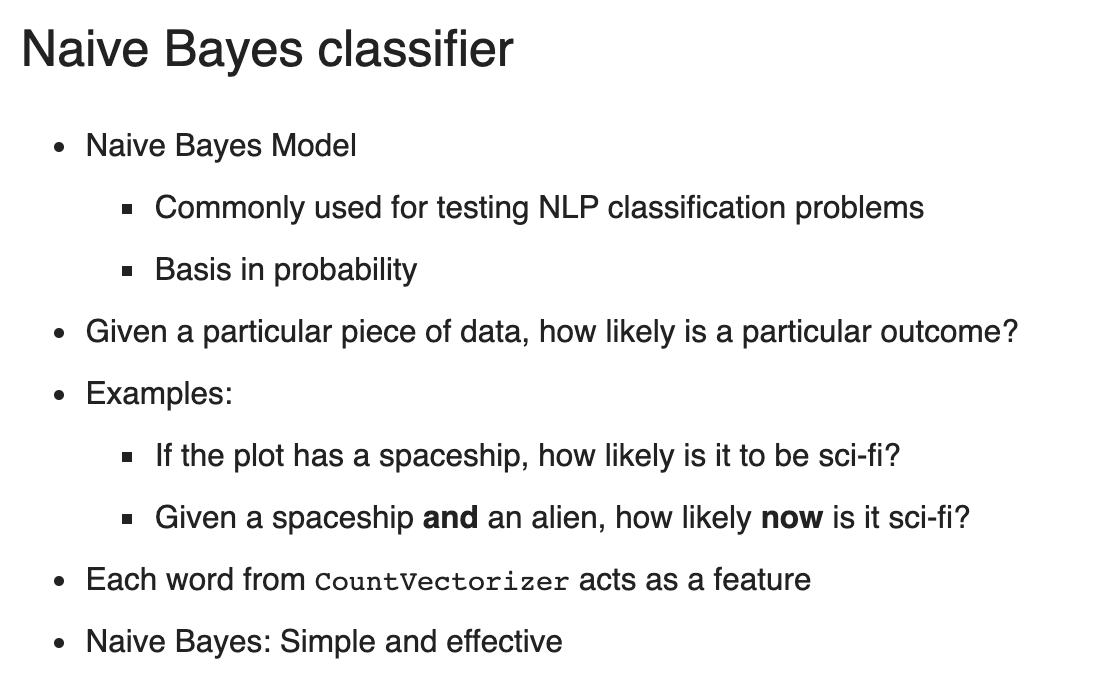 Naive Bayes classifier
• Naive Bayes Model
▪ Commonly used for testing NLP classification problems
▪ Basis in probability
• Given a particular piece of data, how likely is a particular outcome?
• Examples:
▪ If the plot has a spaceship, how likely is it to be sci-fi?
▪ Given a spaceship and an alien, how likely now is it sci-fi?
• Each word from CountVectorizer acts as a feature
• Naive Bayes: Simple and effective